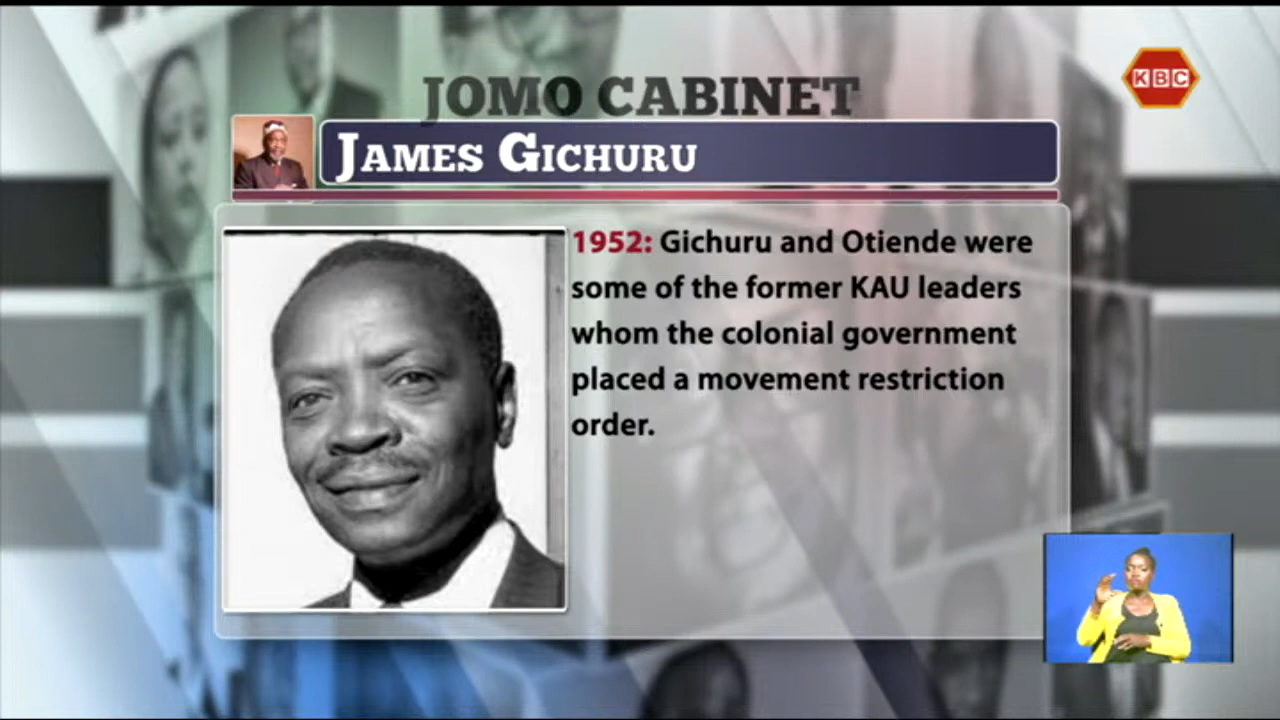 JOMO CABINET
KBC
JAMES GICHURU
1952: Gichuru and Otiende were
some of the former KAU leaders
whom the colonial government
placed a movement restriction
order.